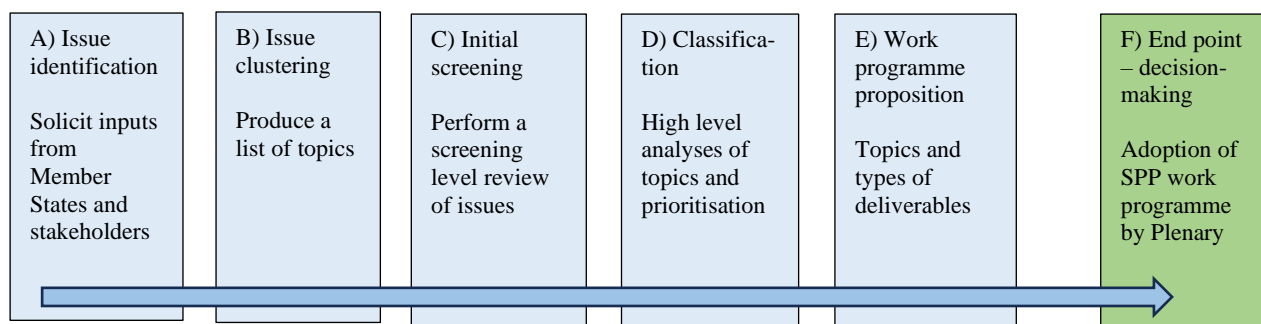 A) Issue
identification
Solicit inputs
from
Member
States and
stakeholders
B) Issue
clustering
Produce a
list of topics
C) Initial
screening
Perform a
screening
level review
of issues
D) Classifica-
tion
High level
analyses of
topics and
prioritisation
E) Work
programme
proposition
Topics and
types of
deliverables
F) End point
– decision-
making
Adoption of
SPP work
programme
by Plenary